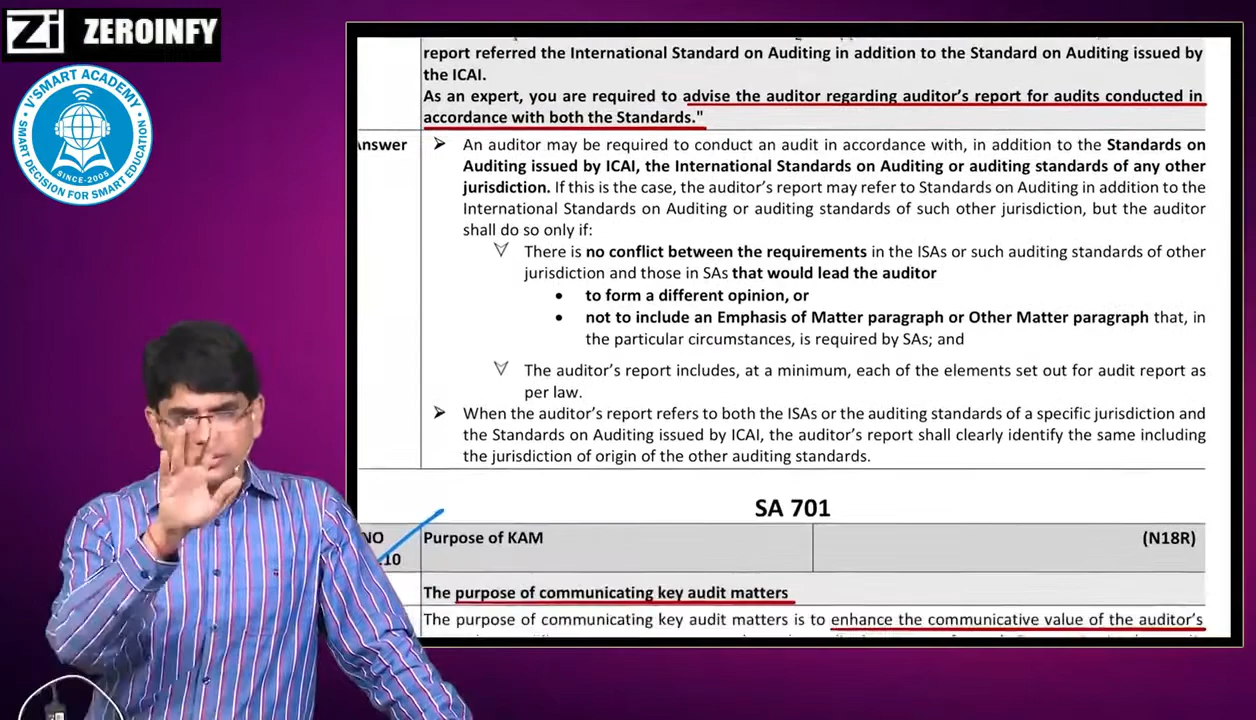 Zi ZEROINFY
V'SMART ACADEMY
SMART DECISION FOR SMART EDUCATION
SINCE-2005
report referred the International Standard on Auditing in addition to the Standard on Auditing issued by
the ICAI.
As an expert, you are required to advise the auditor regarding auditor's report for audits conducted in
accordance with both the Standards."
nswer
➢ An auditor may be required to conduct an audit in accordance with, in addition to the Standards on
Auditing issued by ICAI, the International Standards on Auditing or auditing standards of any other
jurisdiction. If this is the case, the auditor's report may refer to Standards on Auditing in addition to the
International Standards on Auditing or auditing standards of such other jurisdiction, but the auditor
shall do so only if:
There is no conflict between the requirements in the ISAs or such auditing standards of other
jurisdiction and those in SAs that would lead the auditor
• to form a different opinion, or
• not to include an Emphasis of Matter paragraph or Other Matter paragraph that, in
the particular circumstances, is required by SAs; and
The auditor's report includes, at a minimum, each of the elements set out for audit report as
per law.
➢ When the auditor's report refers to both the ISAs or the auditing standards of a specific jurisdiction and
the Standards on Auditing issued by ICAI, the auditor's report shall clearly identify the same including
the jurisdiction of origin of the other auditing standards.
SA 701
NO
.10
Purpose of KAM
(N18R)
The purpose of communicating key audit matters
The purpose of communicating key audit matters is to enhance the communicative value of the auditor's